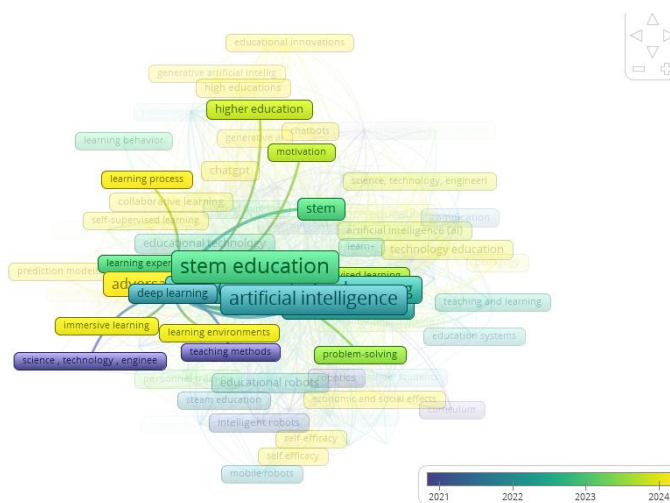 educational innovations
generative artificial intellig
high educations
higher education
chatbots
generative ai
learning behavior
motivation
chatgpt
learning process
science, technology, engineeri
collaborative learning
stem
self-supervised learning
artificial intelligence (ai)
educational technology
learn+
technology education
learning exper
stem education
prediction models
adversa
deep learning
artificial intelligence
teaching and learning
immersive learning
learning environments
education systems
teaching methods
science , technology , enginee
problem-solving
personnel tra
educational robots
robotics
steam education
economic and social effects
curriculum
intelligent robots
self-efficacy
self efficacy
mobile robots
2021 2022 2023 2024